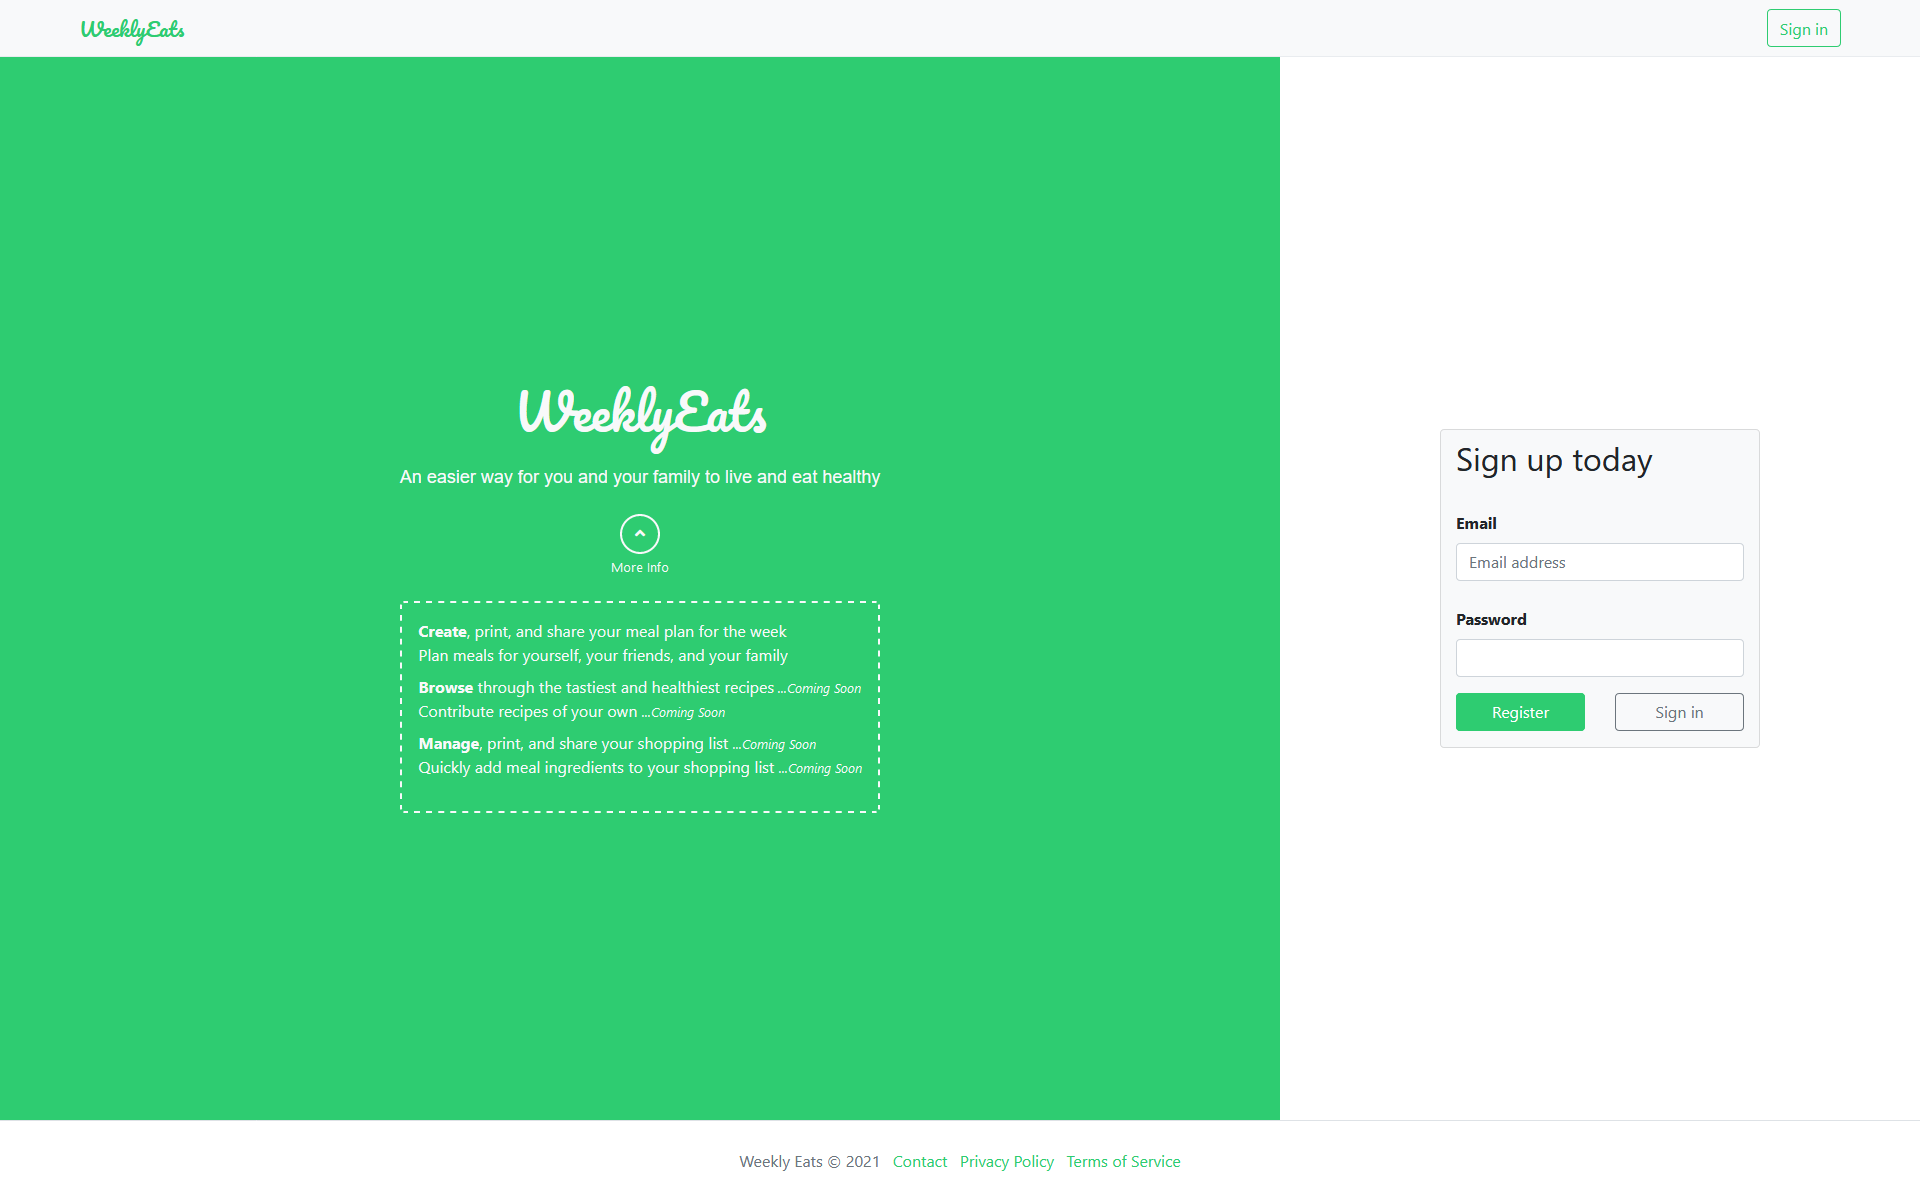 WeeklyEats
Sign in
WeeklyEats
An easier way for you and your family to live and eat healthy
More Info
Create, print, and share your meal plan for the week
Plan meals for yourself, your friends, and your family
Browse through the tastiest and healthiest recipes ...Coming Soon
Contribute recipes of your own ...Coming Soon
Manage, print, and share your shopping list ...Coming Soon
Quickly add meal ingredients to your shopping list ...Coming Soon
Sign up today
Email
Email address
Password
Register
Sign in
Weekly Eats © 2021 Contact Privacy Policy Terms of Service